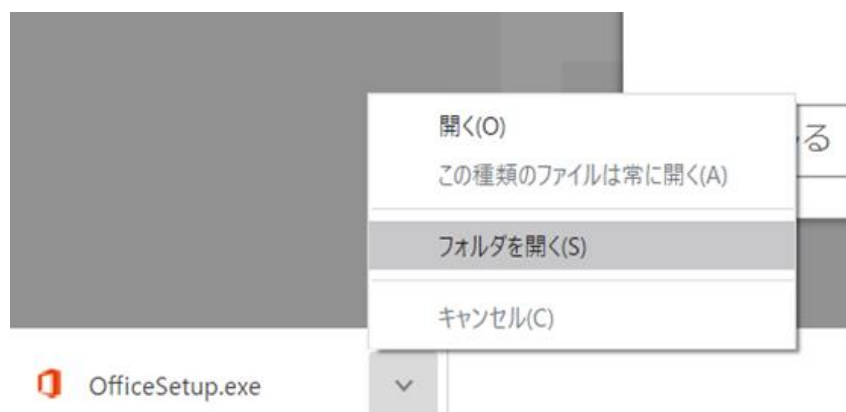 開く(O)
る
この種類のファイルは常に開く(A)
フォルダを開く(S)
キャンセル(C)
OfficeSetup.exe